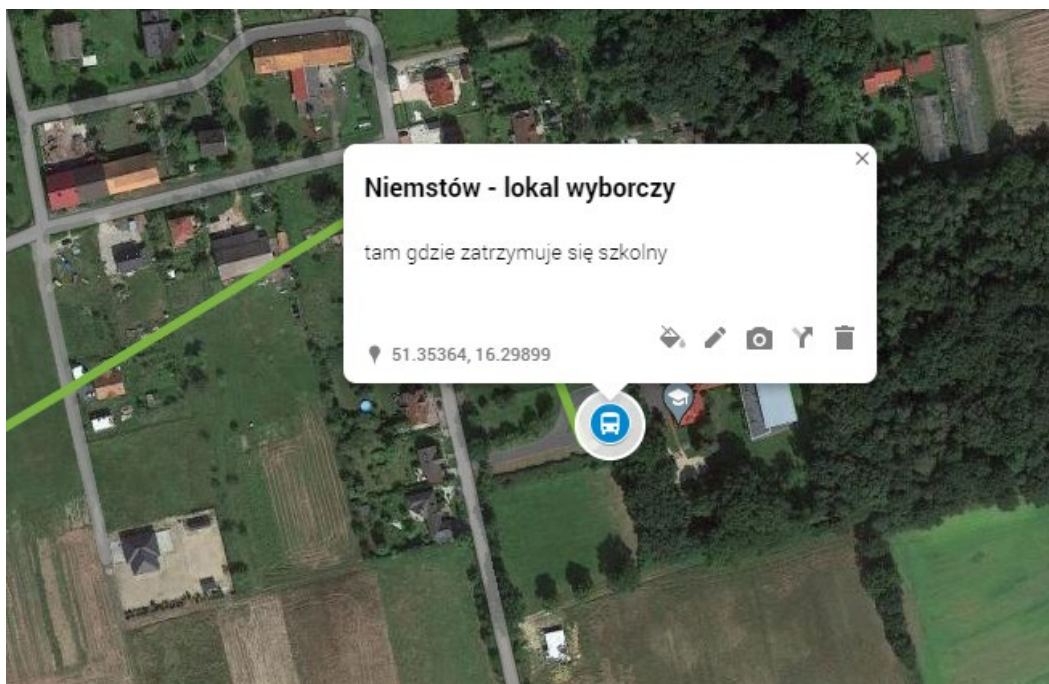 Niemstów - lokal wyborczy
tam gdzie zatrzymuje się szkolny
51.35364, 16.29899